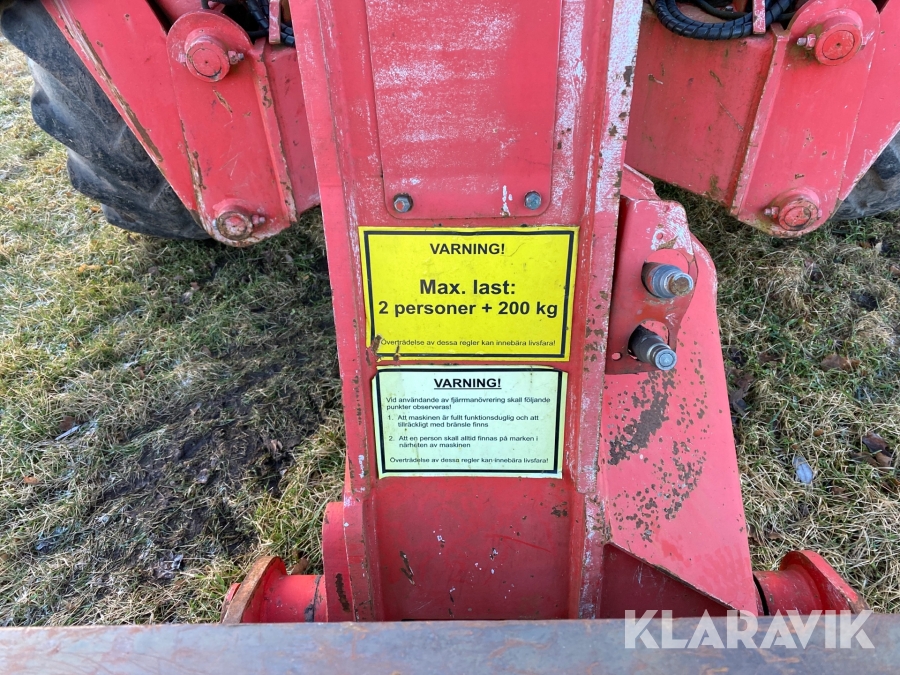 VARNING!
Max. last:
2 personer + 200 kg
Övertrådelse av dessa regler kan innebära livsfara!
VARNING!
Vid användande av fjärrmanövrering skall följande
punkter observeras!
1. Att maskinen är fullt funktionsduglig och att
tillräckligt med bränsle finns
2. Att en person skall alltid finnas på marken i
närheten av maskinen
Överträdelse av dessa regler kan innebära livsfara!
KLARAVIK